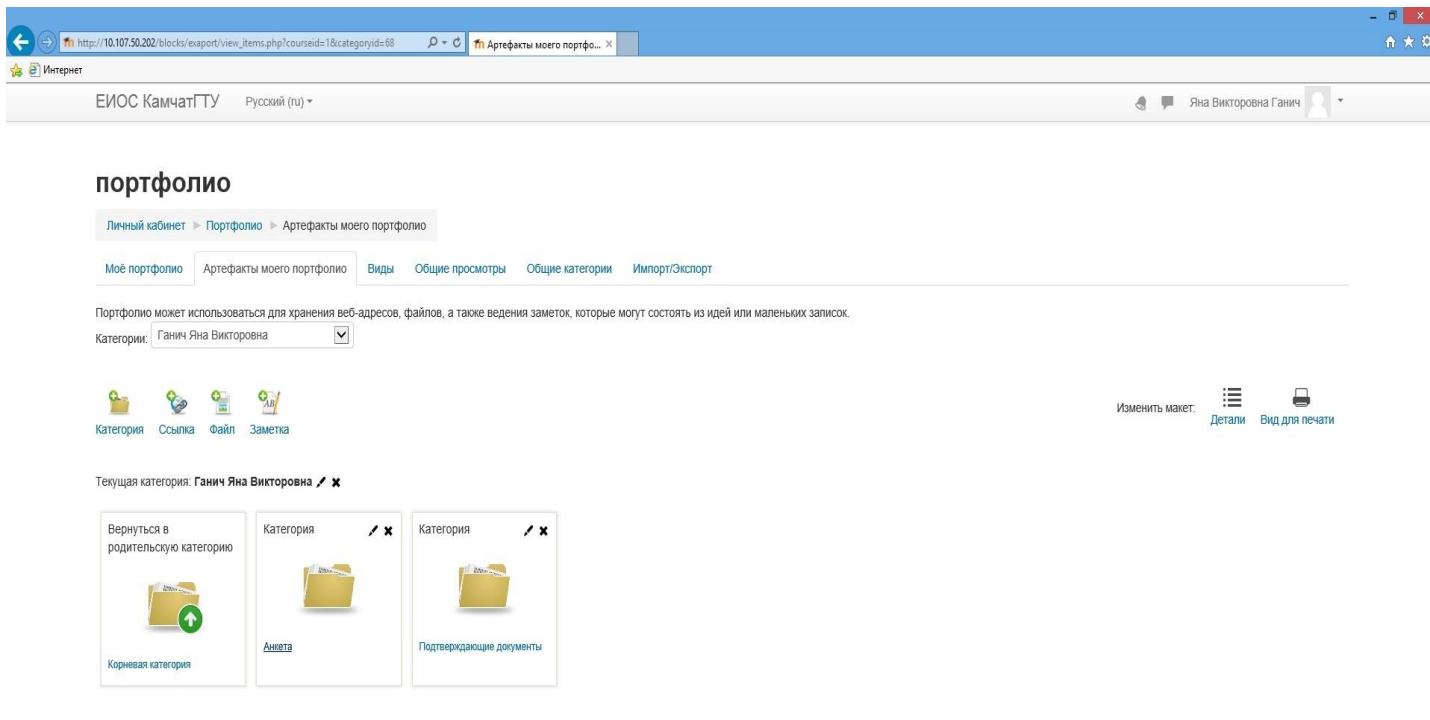 http://10.107.50.202/blocks/exaport/view_items.php?courseid=1&categoryid=68
Артефакты моего портфо...
Интернет
ЕИОС КамчатГТУ Русский (ru) Яна Викторовна Ганич
портфолио
Личный кабинет Портфолио Артефакты моего портфолио
Моё портфолио Артефакты моего портфолио Виды Общие просмотры Общие категории Импорт/Экспорт
Портфолио может использоваться для хранения веб-адресов, файлов, а также ведения заметок, которые могут состоять из идей или маленьких записок.
Категории: Ганич Яна Викторовна
Категория Ссылка Файл Заметка
Изменить макет: Детали Вид для печати
Текущая категория: Ганич Яна Викторовна
Вернуться в
родительскую категорию
Корневая категория
Категория
Анкета
Категория
Подтверждающие документы